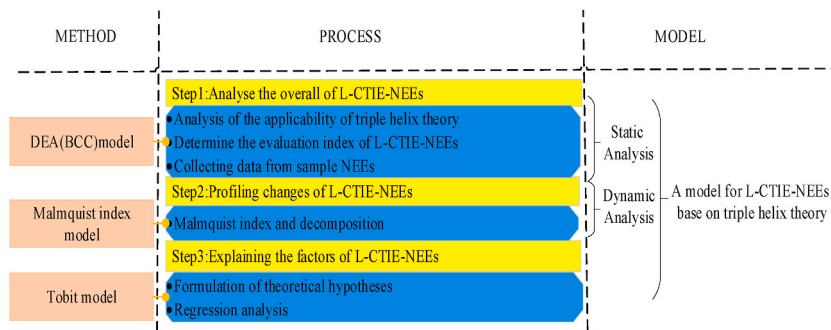 METHOD
PROCESS
MODEL
Step1:Analyse the overall of L-CTIE-NEEs
•Analysis of the applicability of triple helix theory
•Determine the evaluation index of L-CTIE-NEEs
•Collecting data from sample NEEs
DEA(BCC)model
Static
Analysis
Step2:Profiling changes of L-CTIE-NEEs
•Malmquist index and decomposition
Malmquist index
model
Dynamic
Analysis
A model for L-CTIE-NEEs
base on triple helix theory
Step3:Explaining the factors of L-CTIE-NEEs
•Formulation of theoretical hypotheses
•Regression analysis
Tobit model